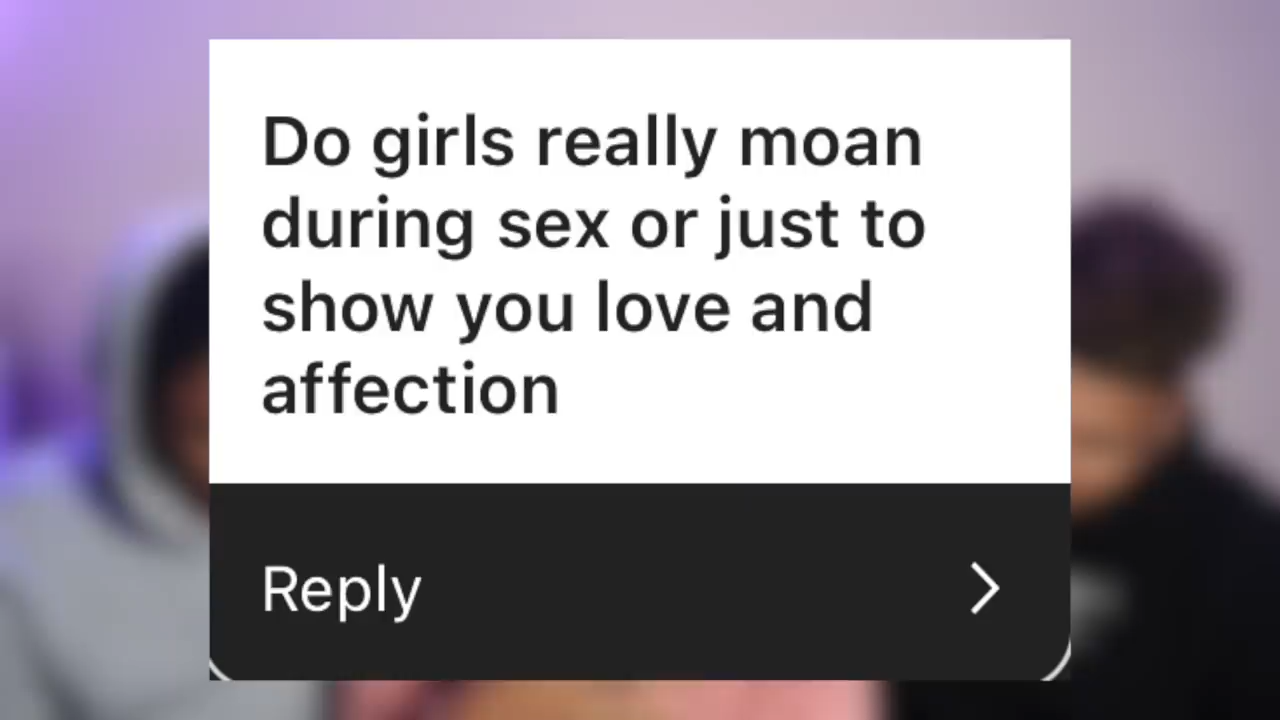 Do girls really moan
during sex or just to
show you love and
affection
Reply